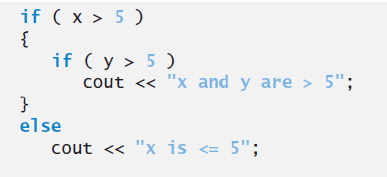 if ( x > 5 )
{
   if ( y > 5 )
      cout << "x and y are > 5";
}
else
   cout << "x is <= 5";